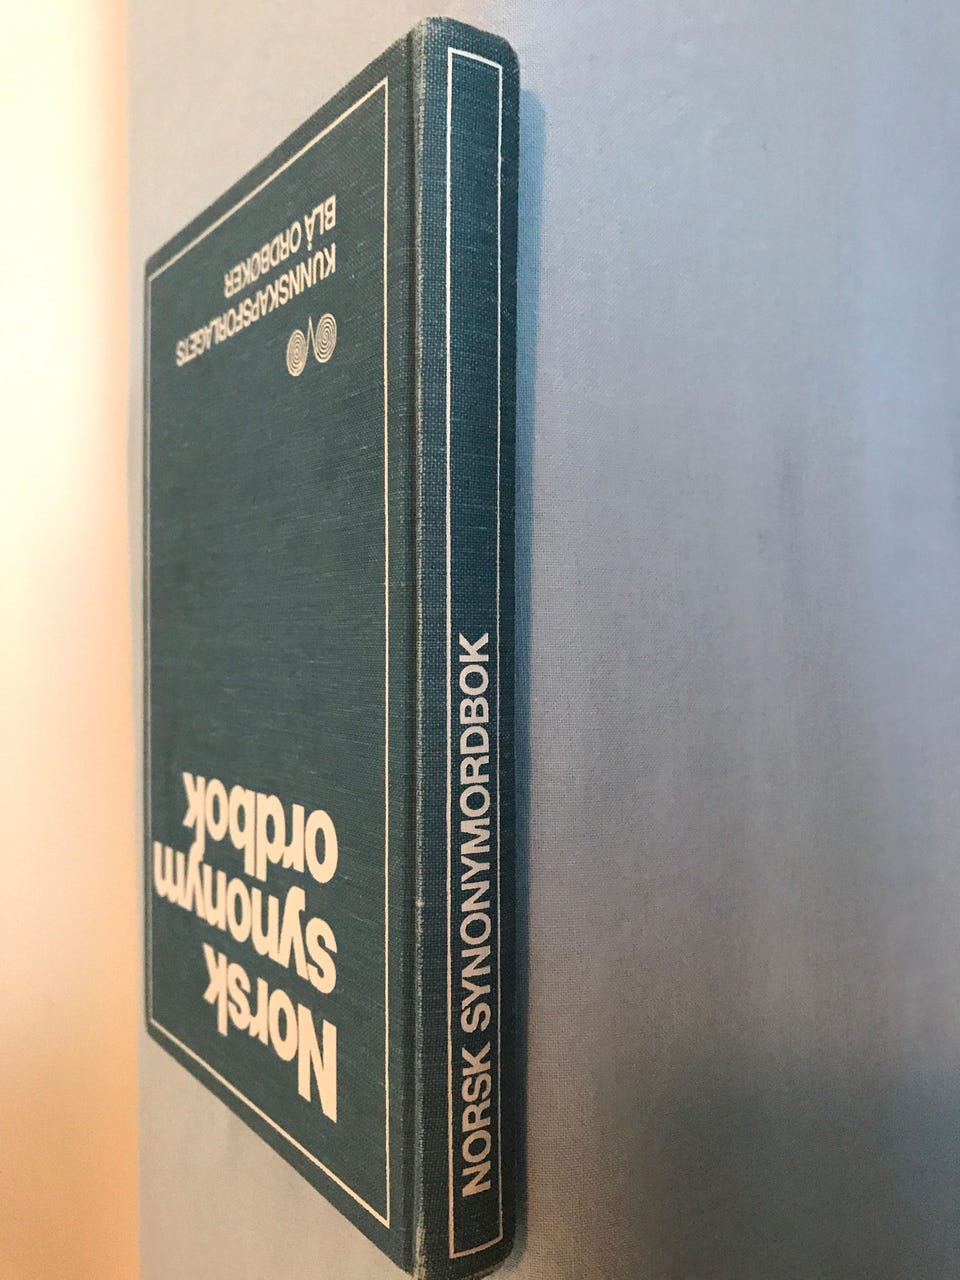 Norsk
synonym
ordbok
KUNNSKAPSFORLAGETS
BLÅ ORDBØKER
NORSK SYNONYMORDBOK